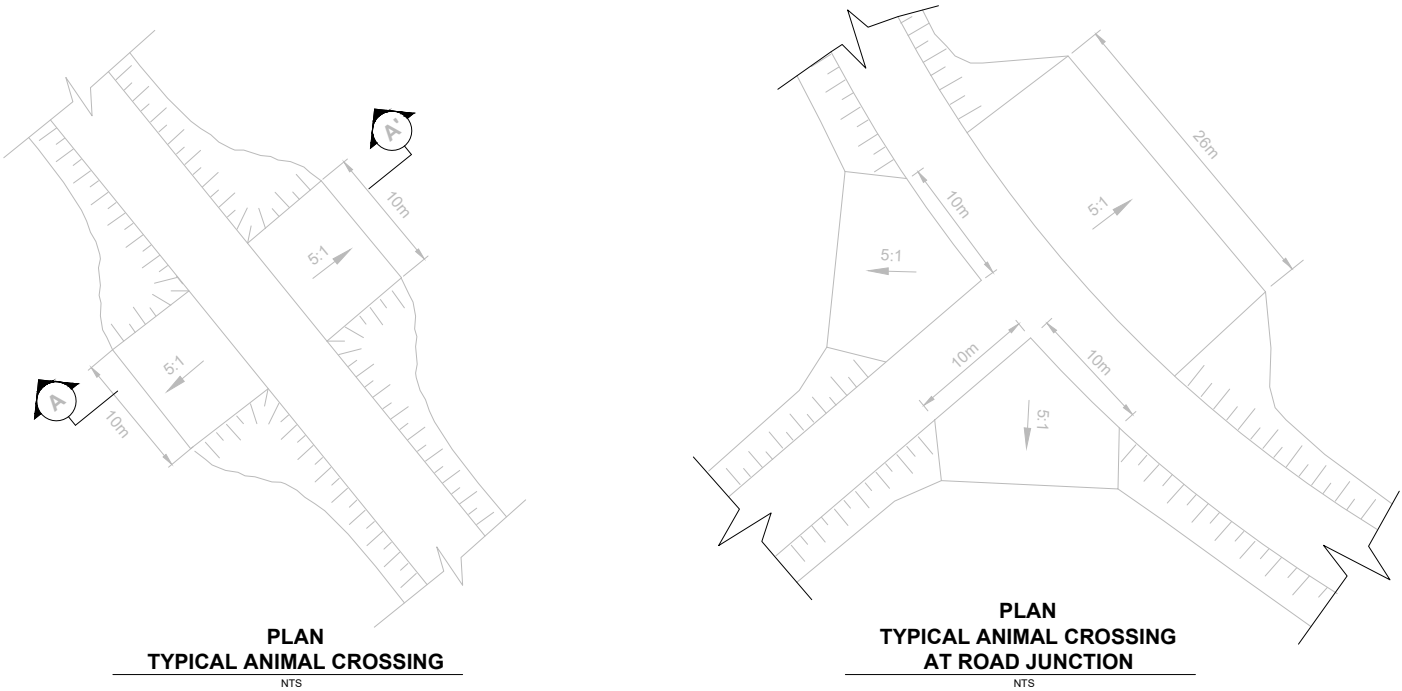 A'
10m
5:1
5:1
A
10m
PLAN
TYPICAL ANIMAL CROSSING
NTS
26m
10m
5:1
5:1
10m
10m
5:1
PLAN
TYPICAL ANIMAL CROSSING
AT ROAD JUNCTION
NTS